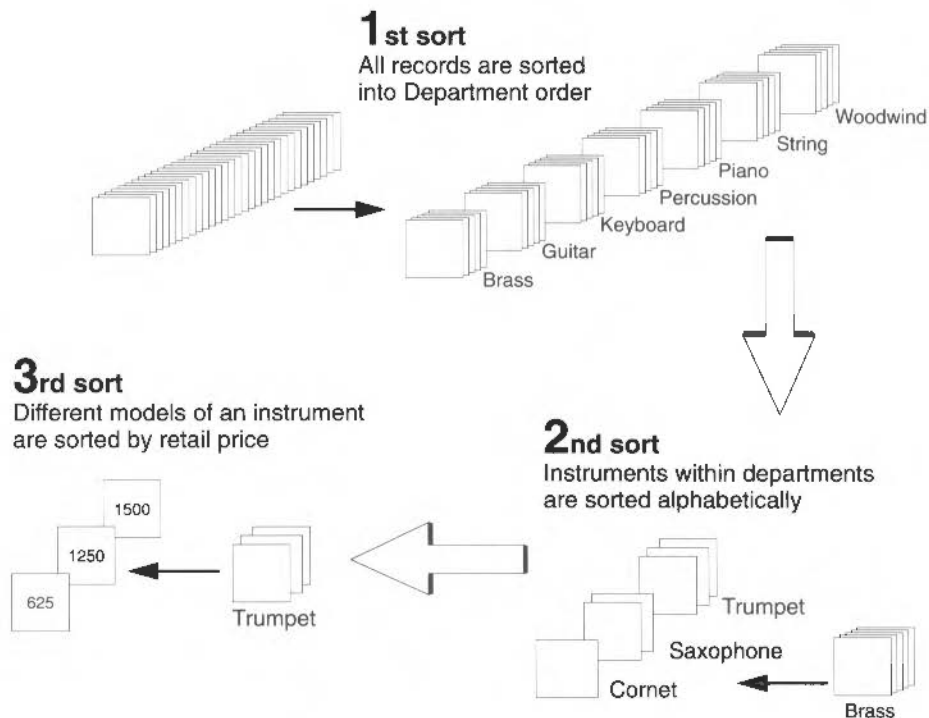 1st sort
All records are sorted
into Department order
Woodwind
String
Piano
Percussion
Keyboard
Guitar
Brass
2nd sort
Instruments within departments
are sorted alphabetically
Trumpet
Saxophone
Cornet
Brass
3rd sort
Different models of an instrument
are sorted by retail price
1500
1250
625
Trumpet